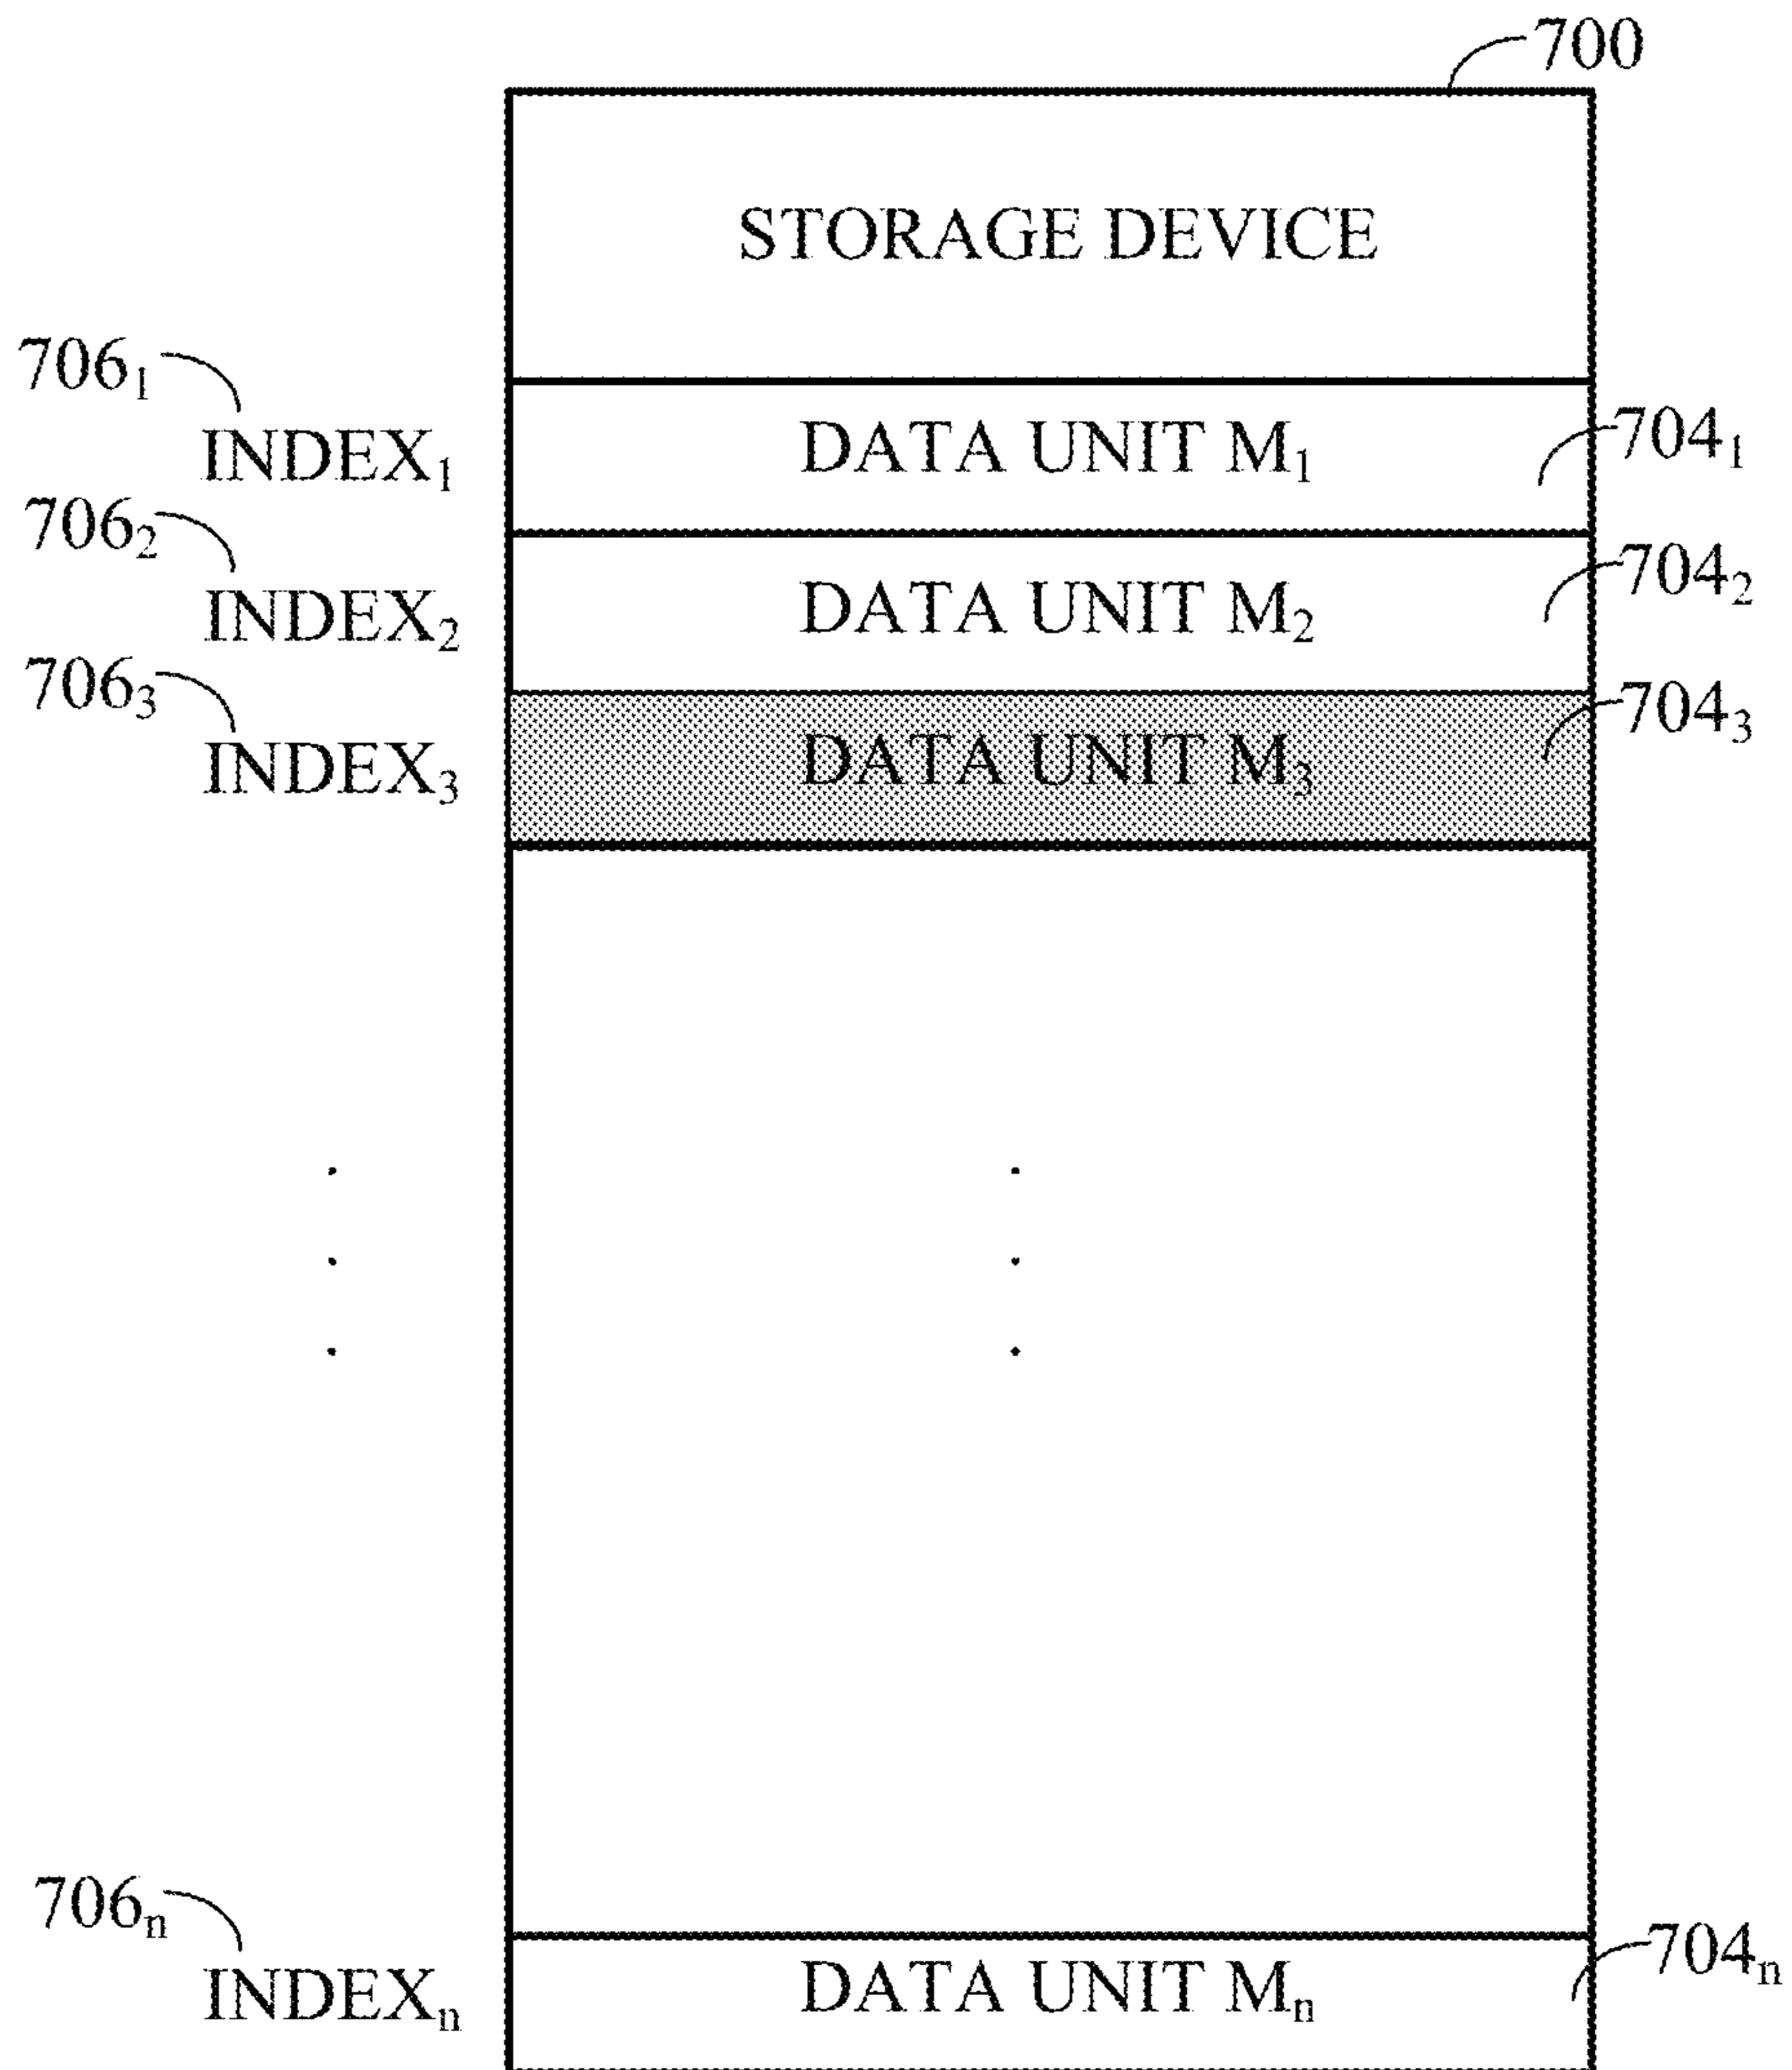 700
STORAGE DEVICE
706₁
INDEX₁ DATA UNIT M₁ 704₁
706₂
INDEX₂ DATA UNIT M₂ 704₂
706₃
INDEX₃ DATA UNIT M₃ 704₃
706ₙ
INDEXₙ DATA UNIT Mₙ 704ₙ